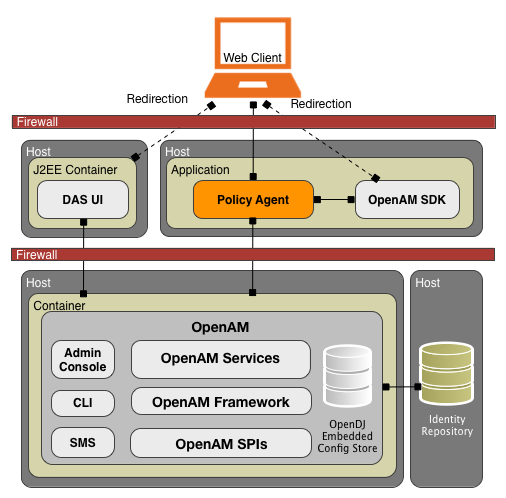 Web Client
Redirection
Redirection
Firewall
Host
J2EE Container
DAS UI
Host
Application
Policy Agent
OpenAM SDK
Firewall
Host
Container
OpenAM
Admin
Console
CLI
SMS
OpenAM Services
OpenAM Framework
OpenAM SPIs
OpenDJ
Embedded
Config Store
Host
Identity
Repository